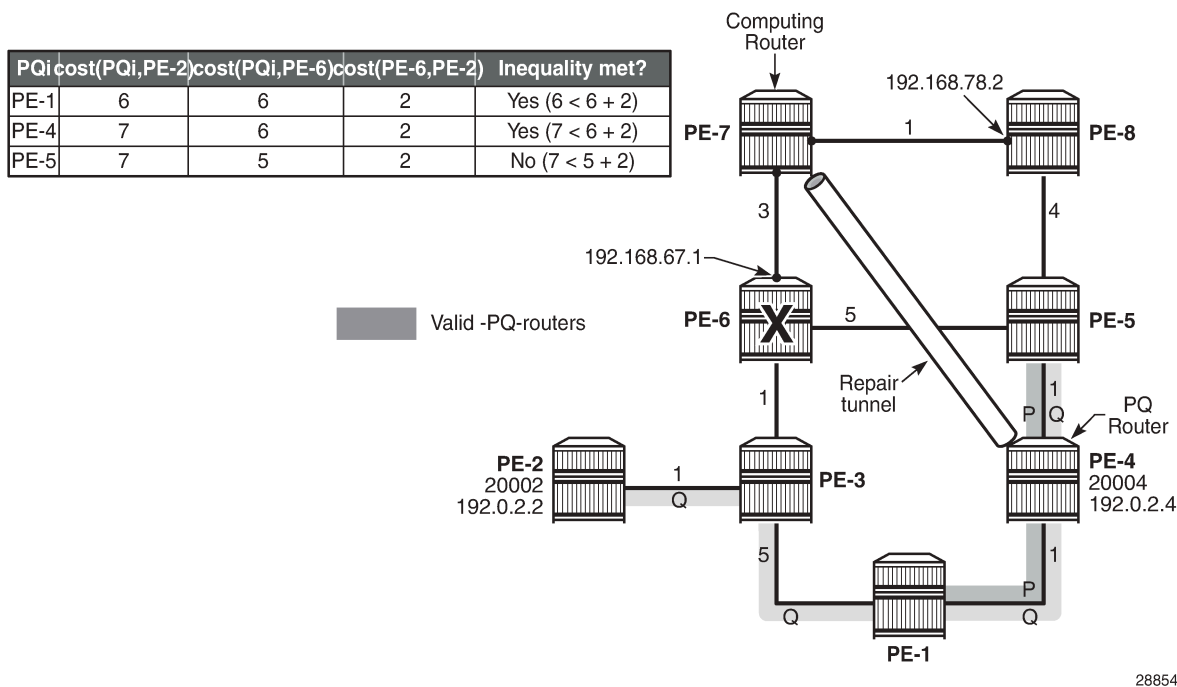 PQi cost(PQi,PE-2) cost(PQi,PE-6) cost(PE-6,PE-2) Inequality met?
PE-1 6 6 2 Yes (6 < 6 + 2)
PE-4 7 6 2 Yes (7 < 6 + 2)
PE-5 7 5 2 No (7 < 5 + 2)
Computing
Router
192.168.78.2
PE-7
1
PE-8
3
4
192.168.67.1
Valid -PQ-routers
PE-6
X
5
PE-5
Repair
tunnel
1
1
P
Q
PQ
Router
PE-2
20002
192.0.2.2
1
Q
PE-3
PE-4
20004
192.0.2.4
5
1
P
Q
Q
PE-1
28854